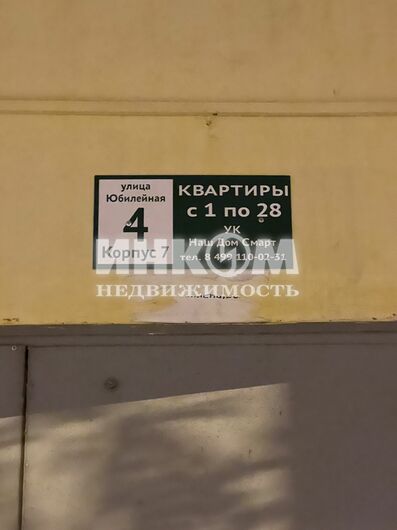 улица
Юбилейная
4
Корпус 7
КВАРТИРЫ
с 1 по 28
УК
Наш Дом Смарт
тел. 8 499 110-02-31
ИНКОМ
НЕДВИЖИМОСТЬ